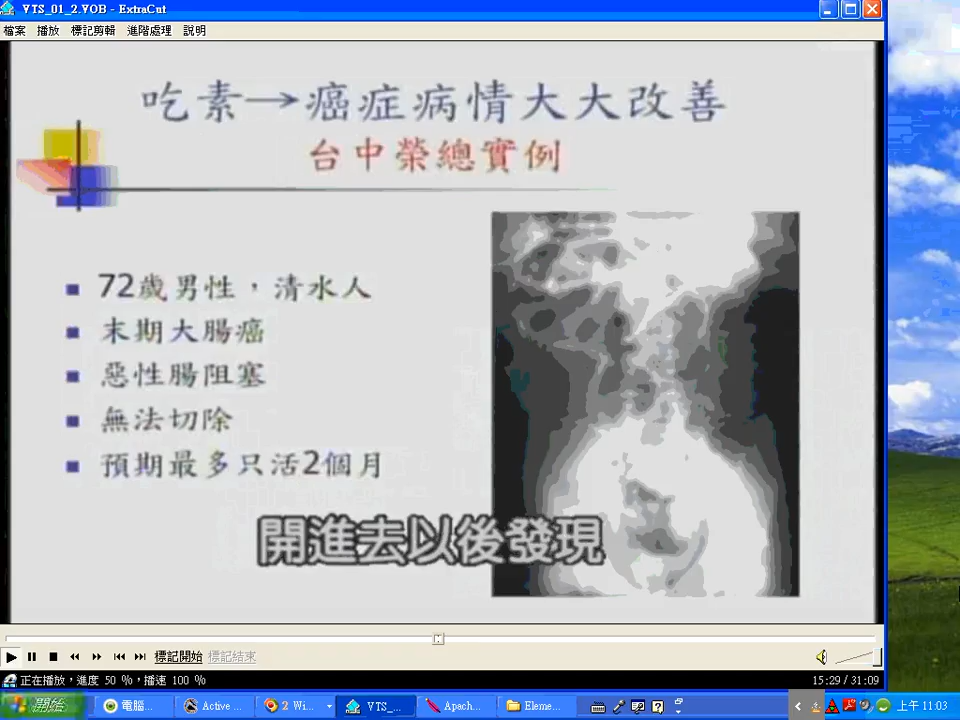 VTS_01_2.VOB - ExtraCut
檔案 播放 標記剪輯 進階處理 說明
吃素→癌症病情大大改善
台中榮總實例
72歲男性，清水人
末期大腸癌
惡性腸阻塞
無法切除
預期最多只活2個月
開進去以後發現
標記開始 標記結束
正在播放，進度 50 %，播速 100 %
15:29 / 31:09
開始 電腦... Active ... 2 Wi... VTS_... Apach... Eleme... 上午 11:03